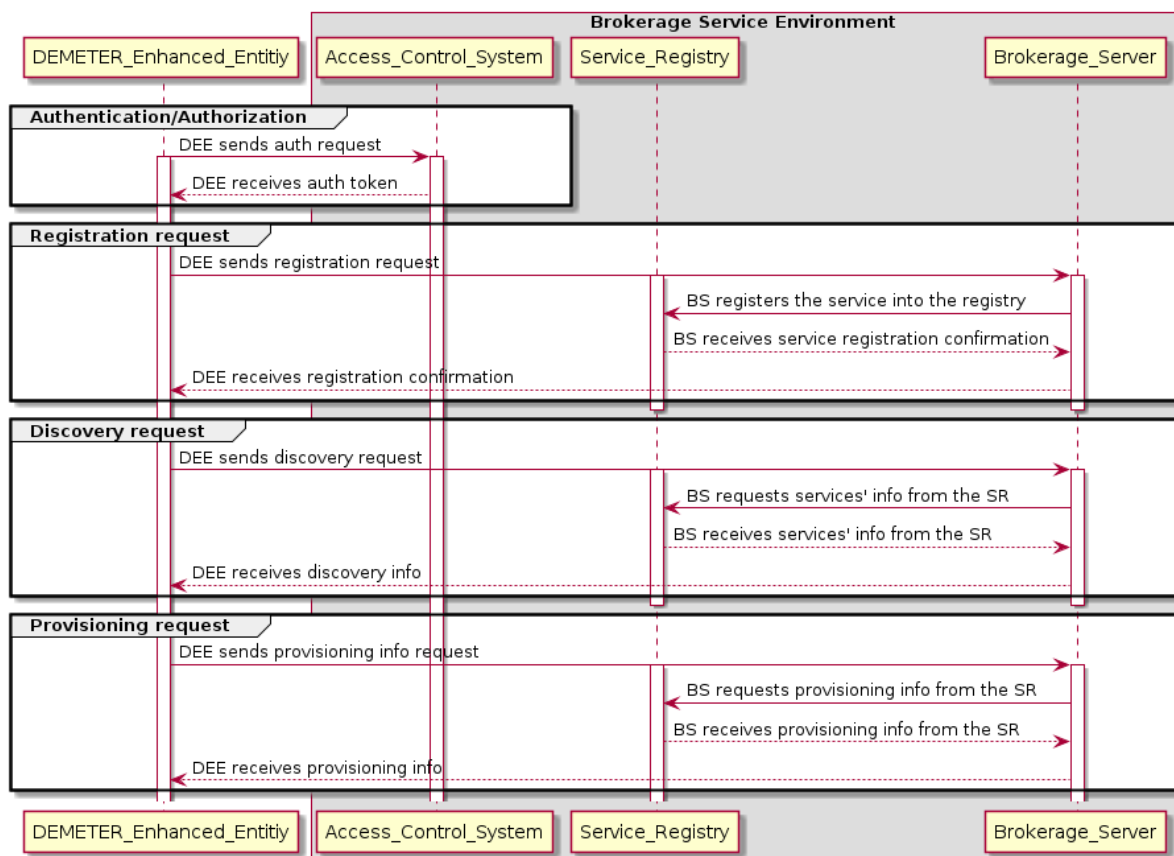 Brokerage Service Environment
DEMETER_Enhanced_Entitiy
Access_Control_System
Service_Registry
Brokerage_Server
Authentication/Authorization
DEE sends auth request
DEE receives auth token
Registration request
DEE sends registration request
BS registers the service into the registry
BS receives service registration confirmation
DEE receives registration confirmation
Discovery request
DEE sends discovery request
BS requests services' info from the SR
BS receives services' info from the SR
DEE receives discovery info
Provisioning request
DEE sends provisioning info request
BS requests provisioning info from the SR
BS receives provisioning info from the SR
DEE receives provisioning info
DEMETER_Enhanced_Entitiy
Access_Control_System
Service_Registry
Brokerage_Server